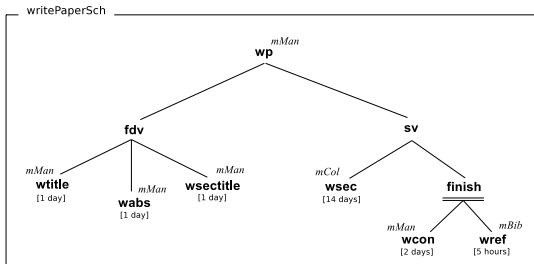 writePaperSch
mMan
wp
fdv
sv
mMan
wtitle
[1 day]
mMan
wabs
[1 day]
mMan
wsectitle
[1 day]
mCol
wsec
[14 days]
finish
mMan
wcon
[2 days]
mBib
wref
[5 hours]